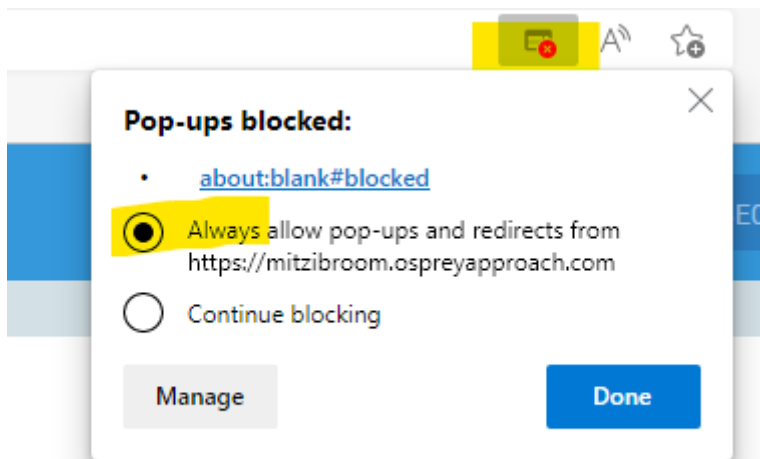 A
Pop-ups blocked:
about:blank#blocked
Always allow pop-ups and redirects from
https://mitzibroom.ospreyapproach.com
Continue blocking
Manage
Done